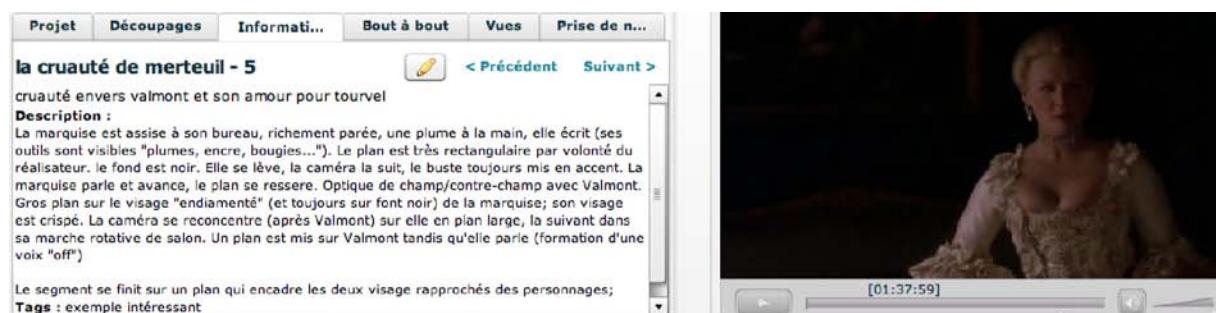 Projet Découpages Informati... Bout à bout Vues Prise de n...
la cruauté de merteuil - 5 < Précédent Suivant >
cruauté envers valmont et son amour pour tourvel
Description :
La marquise est assise à son bureau, richement parée, une plume à la main, elle écrit (ses
outils sont visibles "plumes, encre, bougies..."). Le plan est très rectangulaire par volonté du
réalisateur. le fond est noir. Elle se lève, la caméra la suit, le buste toujours mis en accent. La
marquise parle et avance, le plan se ressere. Optique de champ/contre-champ avec Valmont.
Gros plan sur le visage "endiamenté" (et toujours sur font noir) de la marquise; son visage
est crispé. La caméra se reconcentre (après Valmont) sur elle en plan large, la suivant dans
sa marche rotative de salon. Un plan est mis sur Valmont tandis qu'elle parle (formation d'une
voix "off")
Le segment se finit sur un plan qui encadre les deux visage rapprochés des personnages;
Tags : exemple intéressant
[01:37:59]